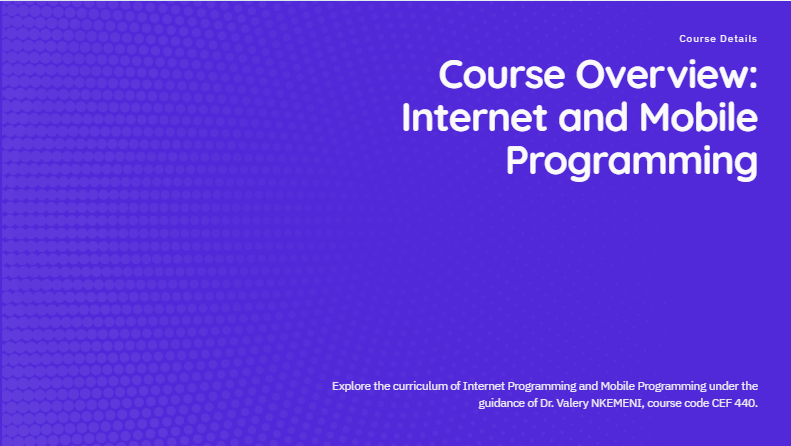 Course Details
Course Overview:
Internet and Mobile
Programming
Explore the curriculum of Internet Programming and Mobile Programming under the
guidance of Dr. Valery NKEMENI, course code CEF 440.